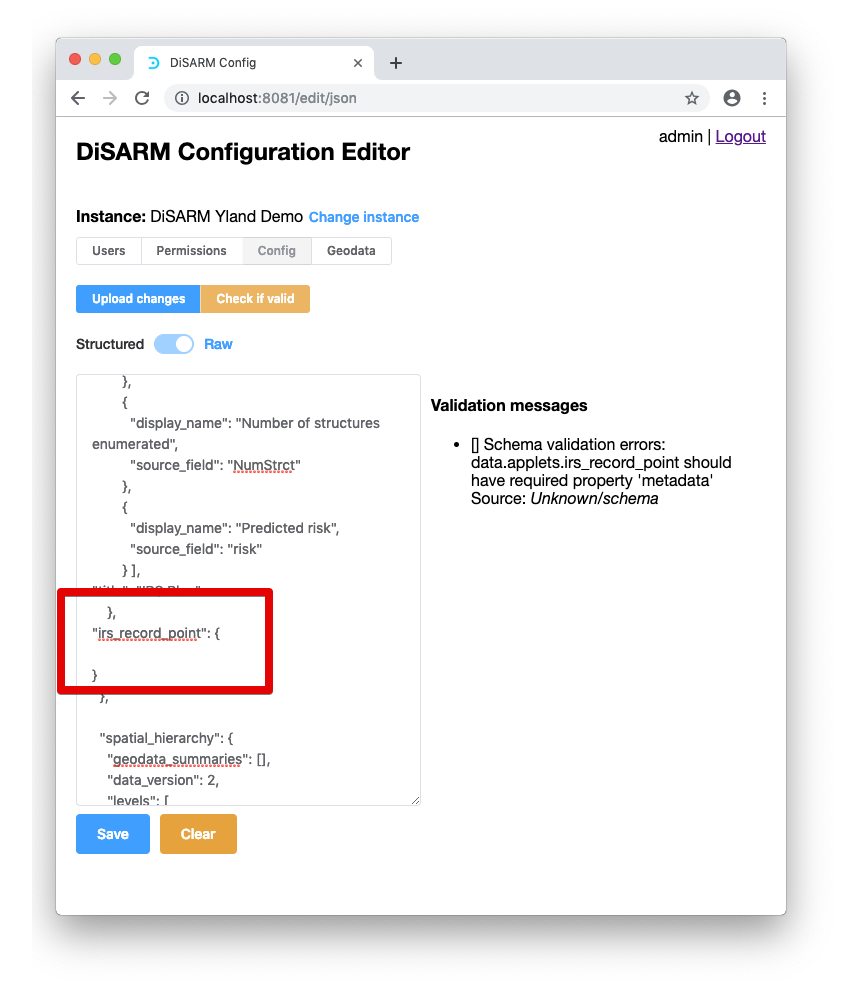 DiSARM Config
localhost:8081/edit/json
admin | Logout
DiSARM Configuration Editor
Instance: DiSARM Yland Demo Change instance
Users Permissions Config Geodata
Upload changes Check if valid
Structured Raw
},
{
"display_name": "Number of structures
enumerated",
"source_field": "NumStrct"
},
{
"display_name": "Predicted risk",
"source_field": "risk"
} ],
},
"irs_record_point": {
}
},
"spatial_hierarchy": {
"geodata_summaries": [],
"data_version": 2,
"levels": [
Validation messages
• [] Schema validation errors:
data.applets.irs_record_point should
have required property 'metadata'
Source: Unknown/schema
Save Clear